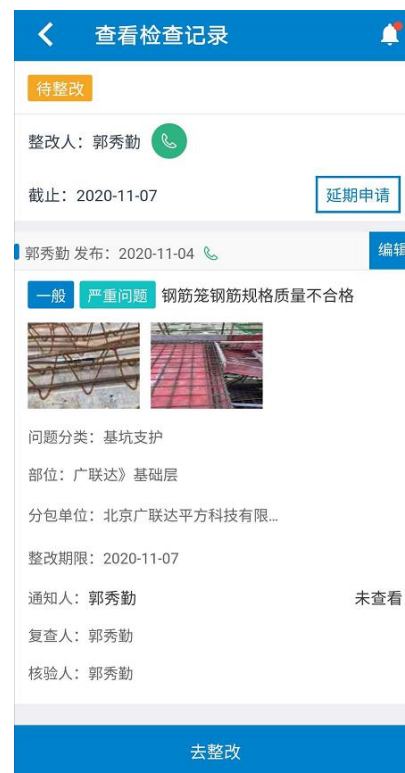 查看检查记录
待整改
整改人：郭秀勤
截止：2020-11-07
延期申请
郭秀勤 发布：2020-11-04
编辑
一般 严重问题 钢筋笼钢筋规格质量不合格
问题分类：基坑支护
部位：广联达》基础层
分包单位：北京广联达平方科技有限...
整改期限：2020-11-07
通知人：郭秀勤 未查看
复查人：郭秀勤
核验人：郭秀勤
去整改